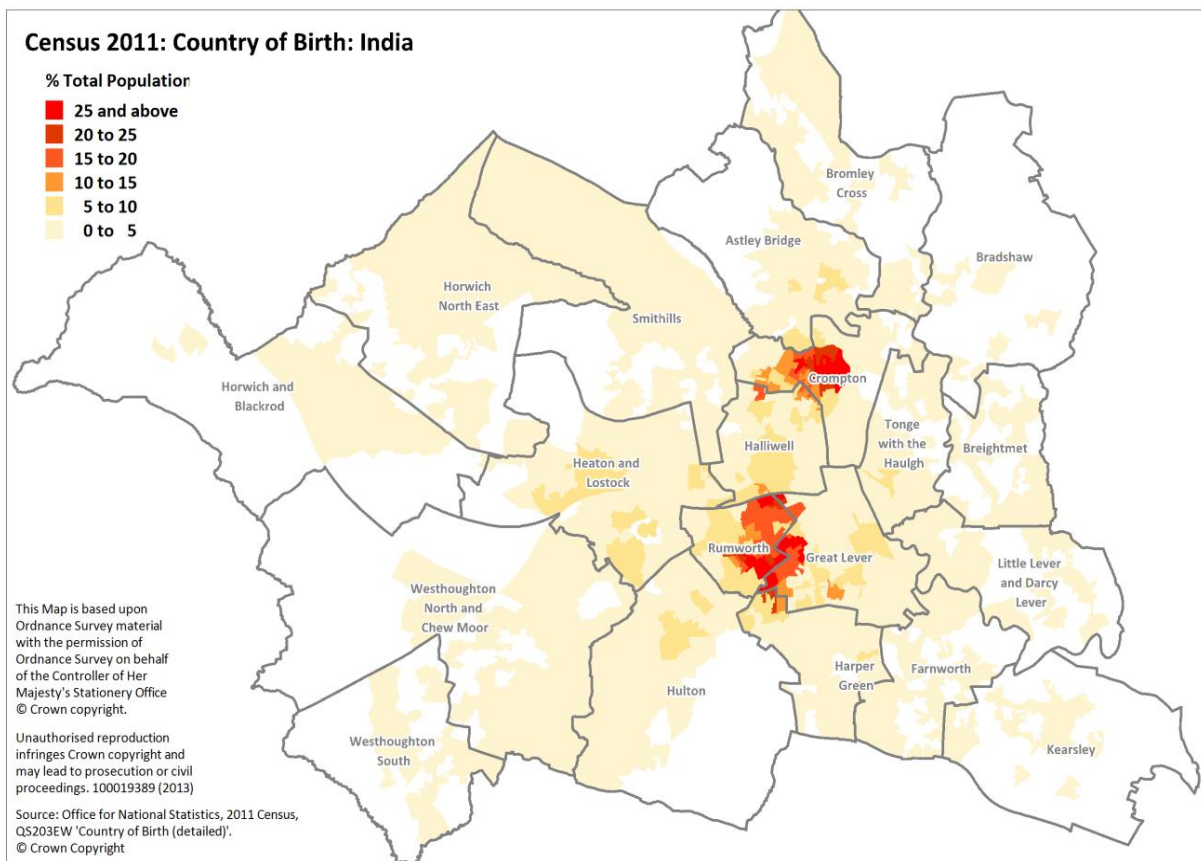 Census 2011: Country of Birth: India
% Total Population
25 and above
20 to 25
15 to 20
10 to 15
5 to 10
0 to 5
Bromley
Cross
Astley Bridge
Bradshaw
Horwich
North East
Smithills
Horwich and
Blackrod
Crompton
Tonge
with the
Haulgh
Halliwell
Breightmet
Heaton and
Lostock
Rumworth
Great Lever
Little Lever
and Darcy
Lever
Westhoughton
North and
Chew Moor
Harper
Green
Farnworth
Hulton
Westhoughton
South
Kearsley
This Map is based upon
Ordnance Survey material
with the permission of
Ordnance Survey on behalf
of the Controller of Her
Majesty's Stationery Office
© Crown copyright.
Unauthorised reproduction
infringes Crown copyright and
may lead to prosecution or civil
proceedings. 100019389 (2013)
Source: Office for National Statistics, 2011 Census,
QS203EW 'Country of Birth (detailed)'.
© Crown Copyright